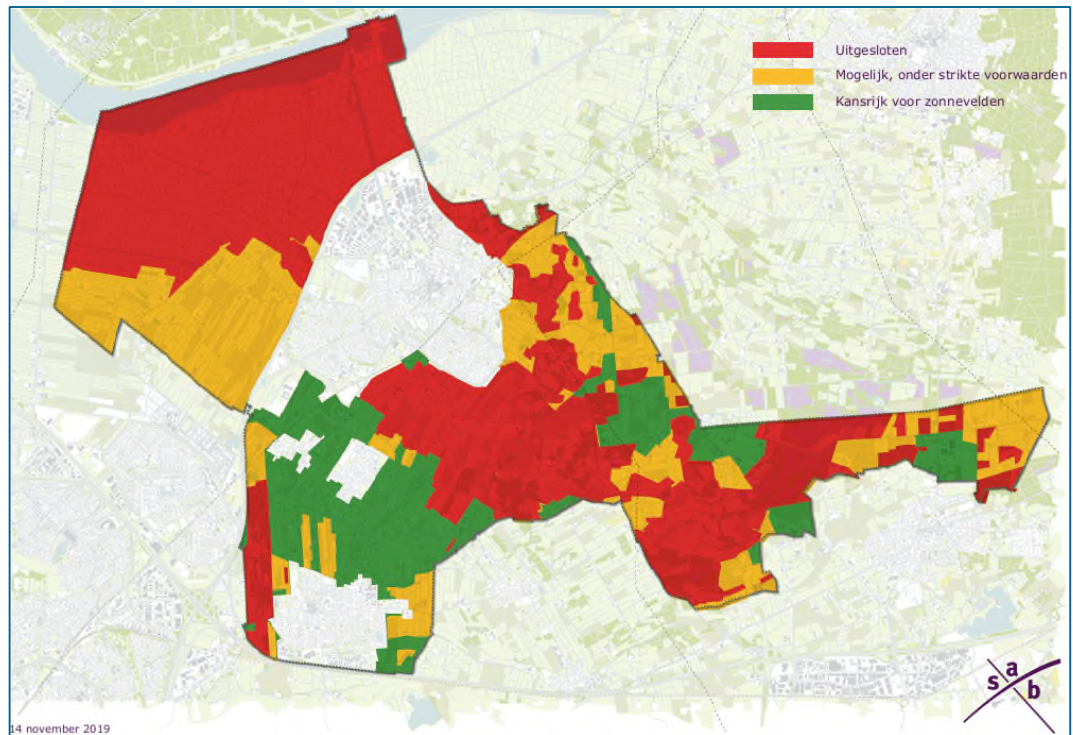 Uitgesloten
Mogelijk, onder strikte voorwaarden
Kansrijk voor zonnevelden
s a b
14 november 2019